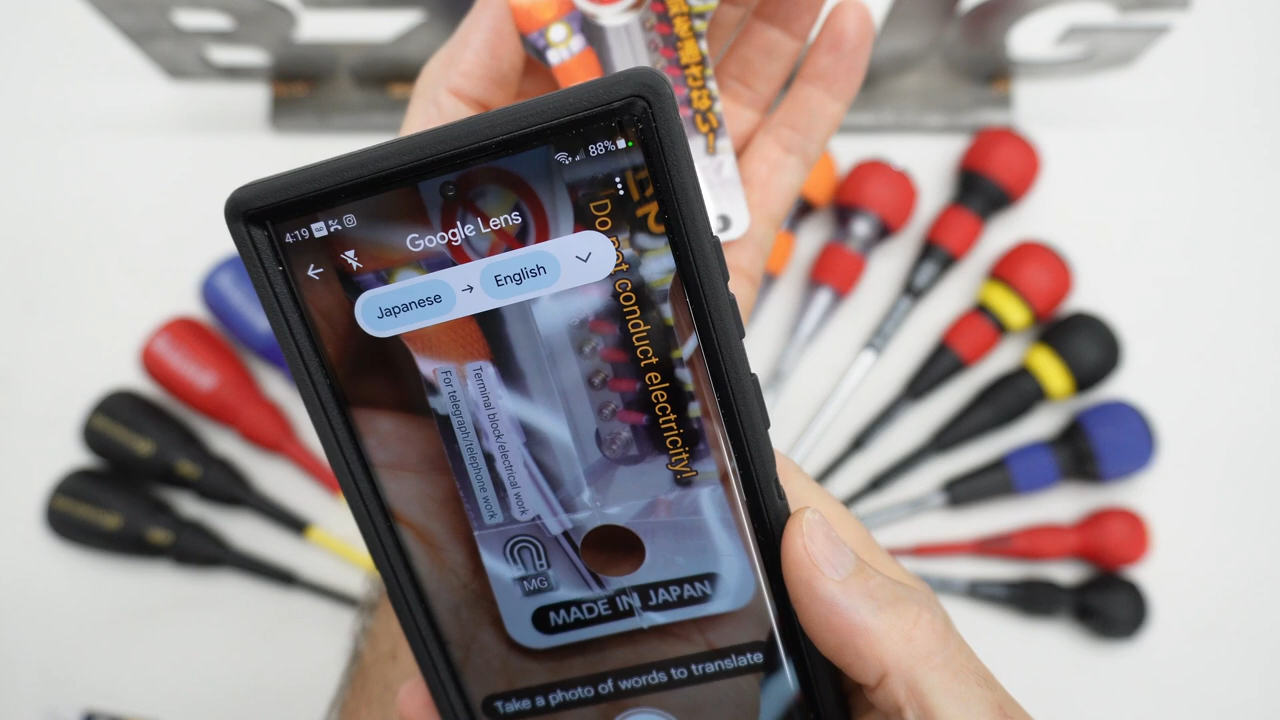 88%
4:19
Google Lens
Japanese → English
Do not conduct electricity!
Terminal block/electrical work
For telegraph/telephone work
MG
MADE IN JAPAN
Take a photo of words to translate